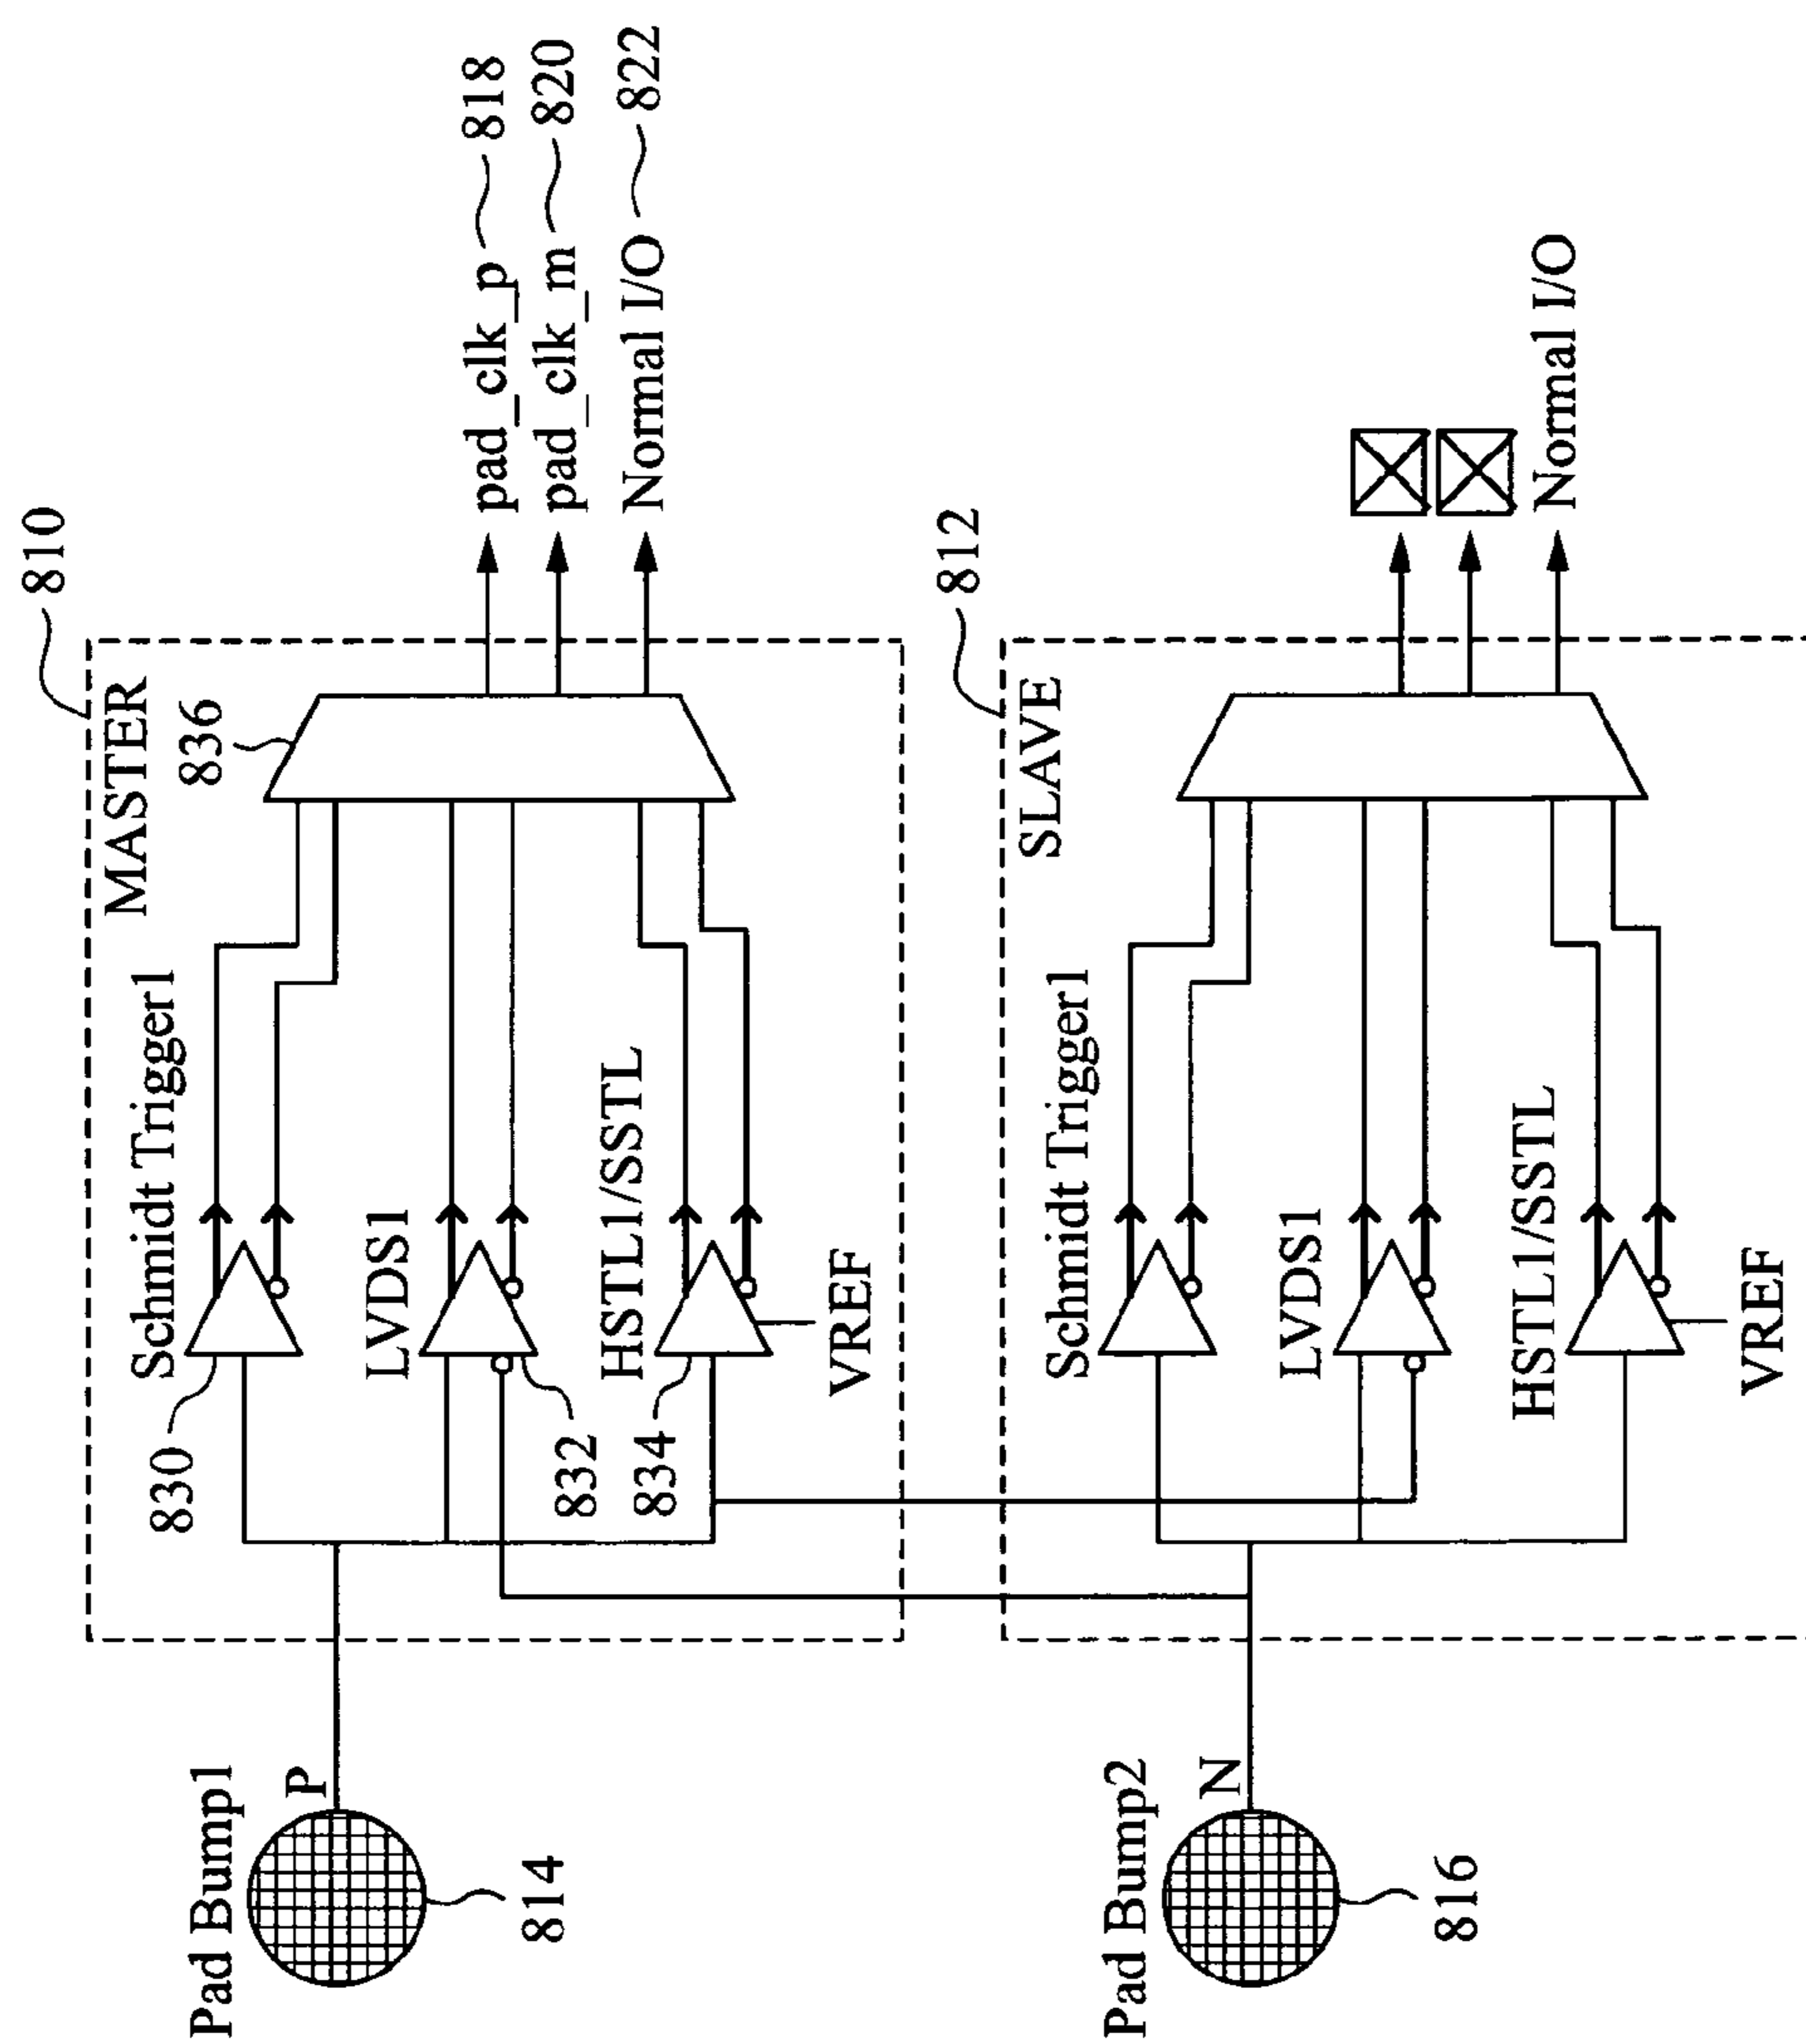 810
MASTER
836
Schmidt Trigger1
830
pad_clk_p 818
pad_clk_m 820
LVDS1
Normal I/O 822
832
HSTL1/SSTL
834
VREF
Pad Bump1
P
814
812
SLAVE
Schmidt Trigger1
LVDS1
HSTL1/SSTL
Normal I/O
VREF
Pad Bump2
N
816